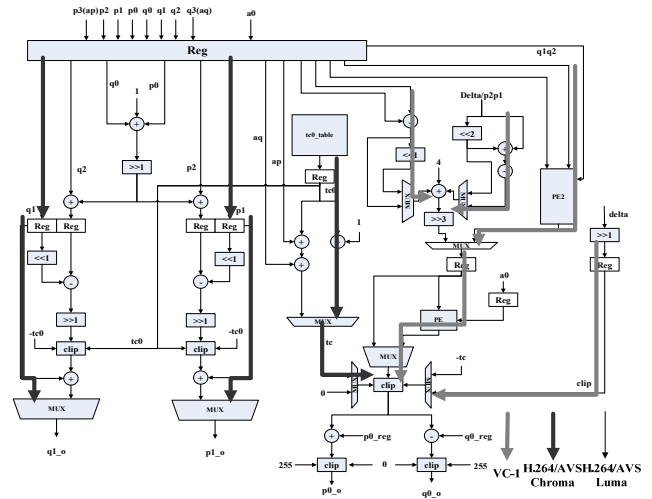 p3(ap) p2 p1 p0 q0 q1 q2 q3(aq) a0
Reg
q1q2
q0 p0
1
Delta/p2p1
+
aq
ap
tc0_table
-
<<2
+
<<1
-
>>1
4
q2 p2
Reg
tc0
MUX + MUX
PE2
+ +
q1
p1
>>3
delta
Reg Reg Reg Reg
1
>>1
+ -
MUX
<<1
<<1
+
Reg
Reg
- -
a0
Reg
>>1 >>1
MUX
PE
-tc0 -tc0
tc0
clip clip
tc
MUX
-tc
+ +
MUX clip MUX
clip
0
MUX MUX
+ p0_reg - q0_reg
q1_o p1_o
255 clip 0 clip 255
p0_o q0_o
VC-1 H.264/AVS H.264/AVS
Chroma Luma